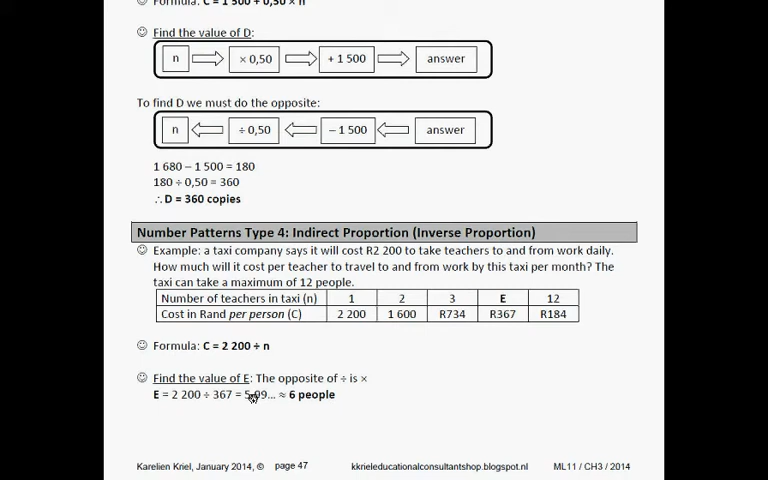 Formula: C = 1 500 + 0,50 × n
Find the value of D:
n × 0,50 + 1 500 answer
To find D we must do the opposite:
n ÷ 0,50 − 1 500 answer
1 680 – 1 500 = 180
180 ÷ 0,50 = 360
∴ D = 360 copies
Number Patterns Type 4: Indirect Proportion (Inverse Proportion)
Example: a taxi company says it will cost R2 200 to take teachers to and from work daily.
How much will it cost per teacher to travel to and from work by this taxi per month? The
taxi can take a maximum of 12 people.
Number of teachers in taxi (n) 1 2 3 E 12
Cost in Rand per person (C) 2 200 1 600 R734 R367 R184
Formula: C = 2 200 ÷ n
Find the value of E: The opposite of ÷ is ×
E = 2 200 ÷ 367 = 5,99... ≈ 6 people
Karelien Kriel, January 2014, © page 47 kkrieleducationalconsultantshop.blogspot.nl ML11 / CH3 / 2014